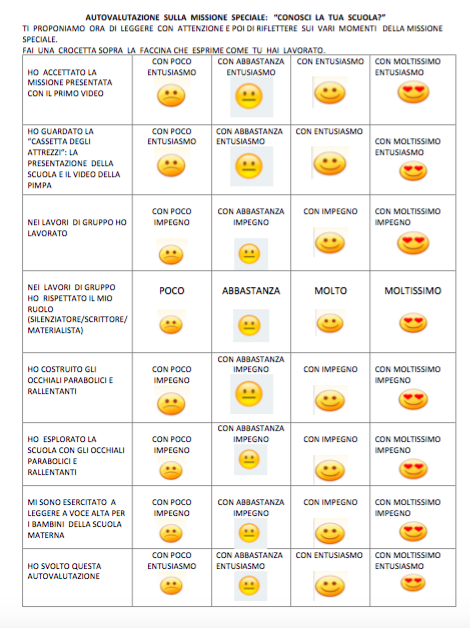 AUTOVALUTAZIONE SULLA MISSIONE SPECIALE: "CONOSCI LA TUA SCUOLA?"
TI PROPONIAMO ORA DI LEGGERE CON ATTENZIONE E POI DI RIFLETTERE SUI VARI MOMENTI DELLA MISSIONE
SPECIALE.
FAI UNA CROCETTA SOPRA LA FACCINA CHE ESPRIME COME TU HAI LAVORATO.
HO ACCETTATO LA
MISSIONE PRESENTATA
CON IL PRIMO VIDEO
CON POCO
ENTUSIASMO
CON ABBASTANZA
ENTUSIASMO
CON ENTUSIASMO
CON MOLTISSIMO
ENTUSIASMO
HO GUARDATO LA
"CASSETTA DEGLI
ATTREZZI": LA
PRESENTAZIONE DELLA
SCUOLA E IL VIDEO DELLA
PIMPA
CON POCO
ENTUSIASMO
CON ABBASTANZA
ENTUSIASMO
CON ENTUSIASMO
CON MOLTISSIMO
ENTUSIASMO
NEI LAVORI DI GRUPPO HO
LAVORATO
CON POCO
IMPEGNO
CON ABBASTANZA
IMPEGNO
CON IMPEGNO
CON MOLTISSIMO
IMPEGNO
NEI LAVORI DI GRUPPO
HO RISPETTATO IL MIO
RUOLO
(SILENZIATORE/SCRITTORE/
MATERIALISTA)
POCO
ABBASTANZA
MOLTO
MOLTISSIMO
HO COSTRUITO GLI
OCCHIALI PARABOLICI E
RALLENTANTI
CON POCO
IMPEGNO
CON ABBASTANZA
IMPEGNO
CON IMPEGNO
CON MOLTISSIMO
IMPEGNO
HO ESPLORATO LA
SCUOLA CON GLI OCCHIALI
PARABOLICI E
RALLENTANTI
CON POCO
IMPEGNO
CON ABBASTANZA
IMPEGNO
CON IMPEGNO
CON MOLTISSIMO
IMPEGNO
MI SONO ESERCITATO A
LEGGERE A VOCE ALTA PER
I BAMBINI DELLA SCUOLA
MATERNA
CON POCO
IMPEGNO
CON ABBASTANZA
IMPEGNO
CON IMPEGNO
CON MOLTISSIMO
IMPEGNO
HO SVOLTO QUESTA
AUTOVALUTAZIONE
CON POCO
ENTUSIASMO
CON ABBASTANZA
ENTUSIASMO
CON ENTUSIASMO
CON MOLTISSIMO
ENTUSIASMO